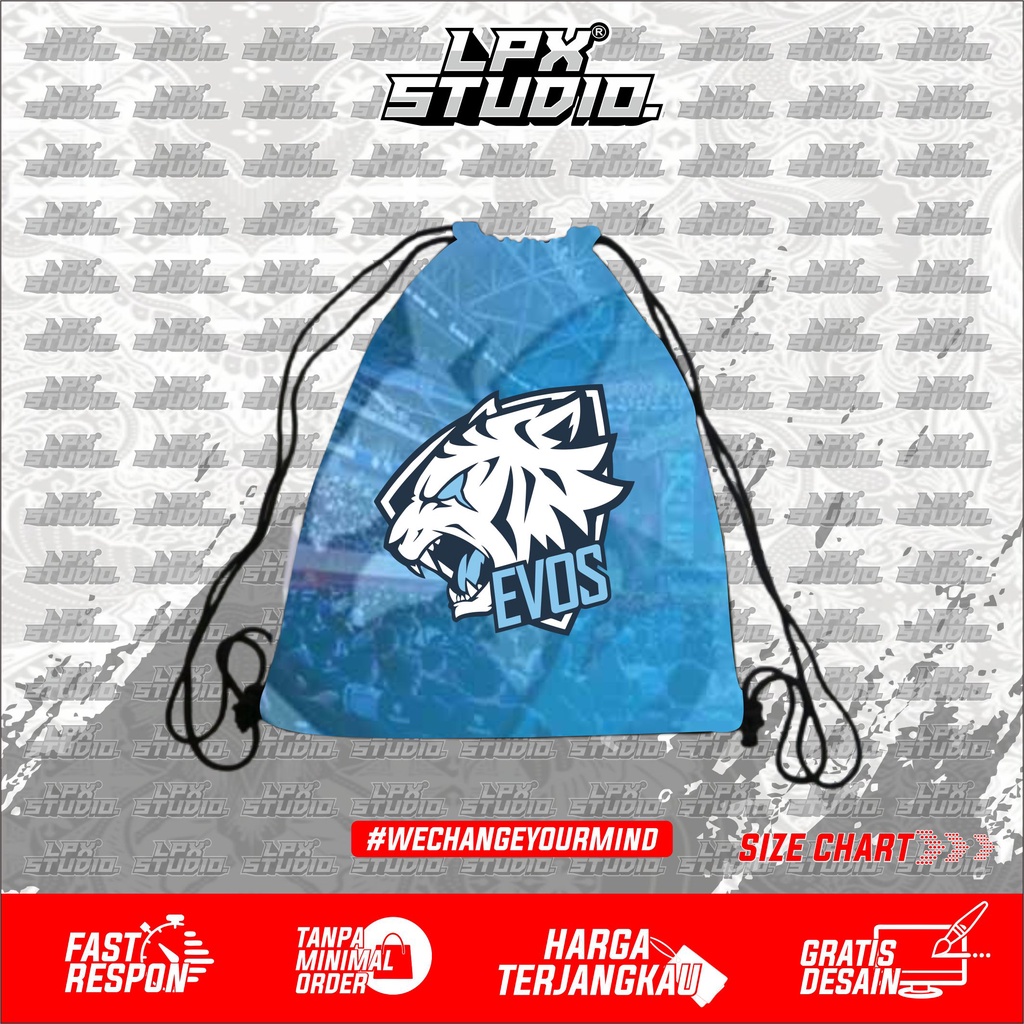 LPX®
STUDIO.
EVOS
#WECHANGEYOURMIND
SIZE CHART
FAST
RESPON
TANPA
MINIMAL
ORDER
HARGA
TERJANGKAU
GRATIS
DESAIN